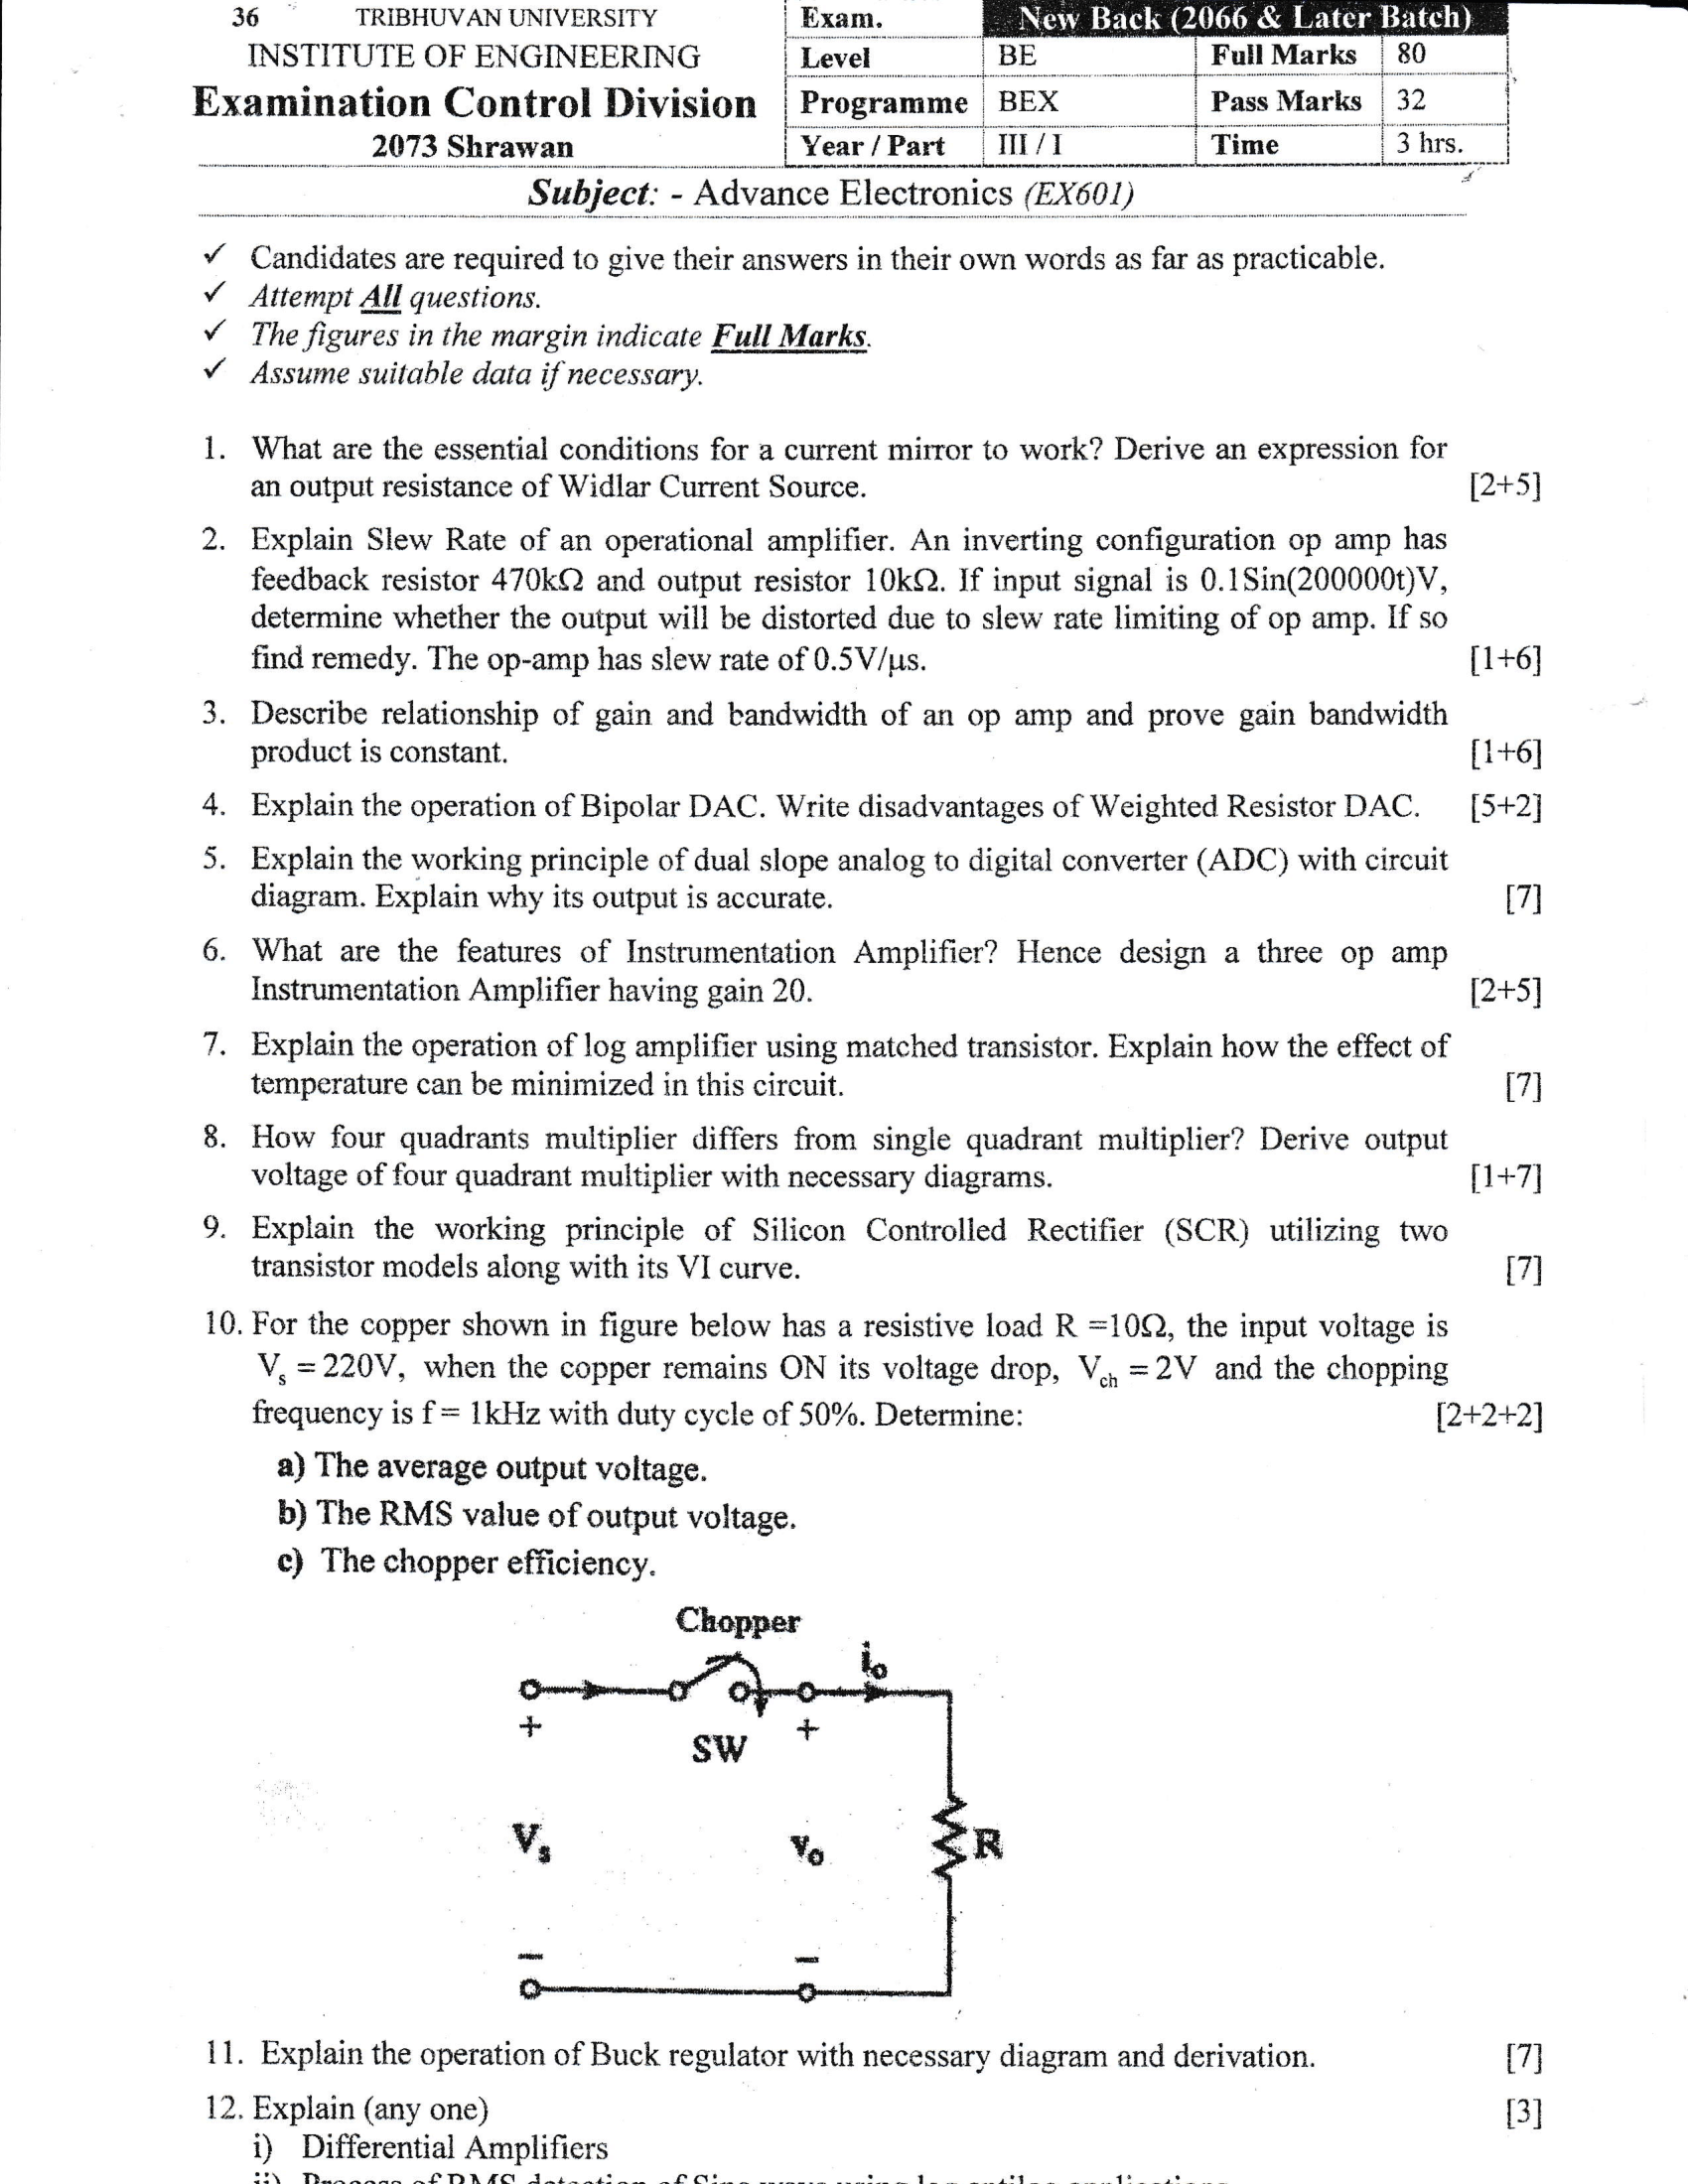 36 TRIBHUVAN UNIVERSITY
INSTITUTE OF ENGINEERING
Examination Control Division
2073 Shrawan
Exam. New Back (2066 & Later Batch)
Level BE Full Marks 80
Programme BEX Pass Marks 32
Year / Part III / I Time 3 hrs.
Subject: - Advance Electronics (EX601)
✓ Candidates are required to give their answers in their own words as far as practicable.
✓ Attempt All questions.
✓ The figures in the margin indicate Full Marks.
✓ Assume suitable data if necessary.
1. What are the essential conditions for a current mirror to work? Derive an expression for
an output resistance of Widlar Current Source. [2+5]
2. Explain Slew Rate of an operational amplifier. An inverting configuration op amp has
feedback resistor 470kΩ and output resistor 10kΩ. If input signal is 0.1Sin(200000t)V,
determine whether the output will be distorted due to slew rate limiting of op amp. If so
find remedy. The op-amp has slew rate of 0.5V/µs. [1+6]
3. Describe relationship of gain and bandwidth of an op amp and prove gain bandwidth
product is constant. [1+6]
4. Explain the operation of Bipolar DAC. Write disadvantages of Weighted Resistor DAC. [5+2]
5. Explain the working principle of dual slope analog to digital converter (ADC) with circuit
diagram. Explain why its output is accurate. [7]
6. What are the features of Instrumentation Amplifier? Hence design a three op amp
Instrumentation Amplifier having gain 20. [2+5]
7. Explain the operation of log amplifier using matched transistor. Explain how the effect of
temperature can be minimized in this circuit. [7]
8. How four quadrants multiplier differs from single quadrant multiplier? Derive output
voltage of four quadrant multiplier with necessary diagrams. [1+7]
9. Explain the working principle of Silicon Controlled Rectifier (SCR) utilizing two
transistor models along with its VI curve. [7]
10. For the copper shown in figure below has a resistive load R =10Ω, the input voltage is
Vs = 220V, when the copper remains ON its voltage drop, Vch = 2V and the chopping
frequency is f = 1kHz with duty cycle of 50%. Determine: [2+2+2]
a) The average output voltage.
b) The RMS value of output voltage.
c) The chopper efficiency.
Chopper
io
+ SW +
Vs vo R
− −
11. Explain the operation of Buck regulator with necessary diagram and derivation. [7]
12. Explain (any one) [3]
i) Differential Amplifiers
ii) Process of RMS detection of Sine wave using log antilog applications